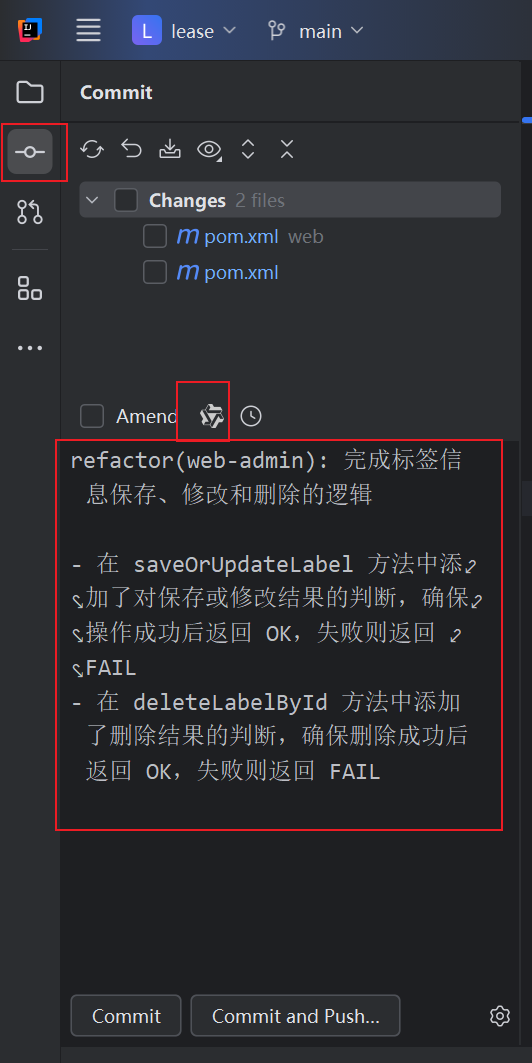 IJ
L lease main
Commit
Changes 2 files
m pom.xml web
m pom.xml
Amend
refactor(web-admin): 完成标签信
息保存、修改和删除的逻辑
- 在 saveOrUpdateLabel 方法中添
加了对保存或修改结果的判断，确保
操作成功后返回 OK，失败则返回
FAIL
- 在 deleteLabelById 方法中添加
了删除结果的判断，确保删除成功后
返回 OK，失败则返回 FAIL
Commit Commit and Push...